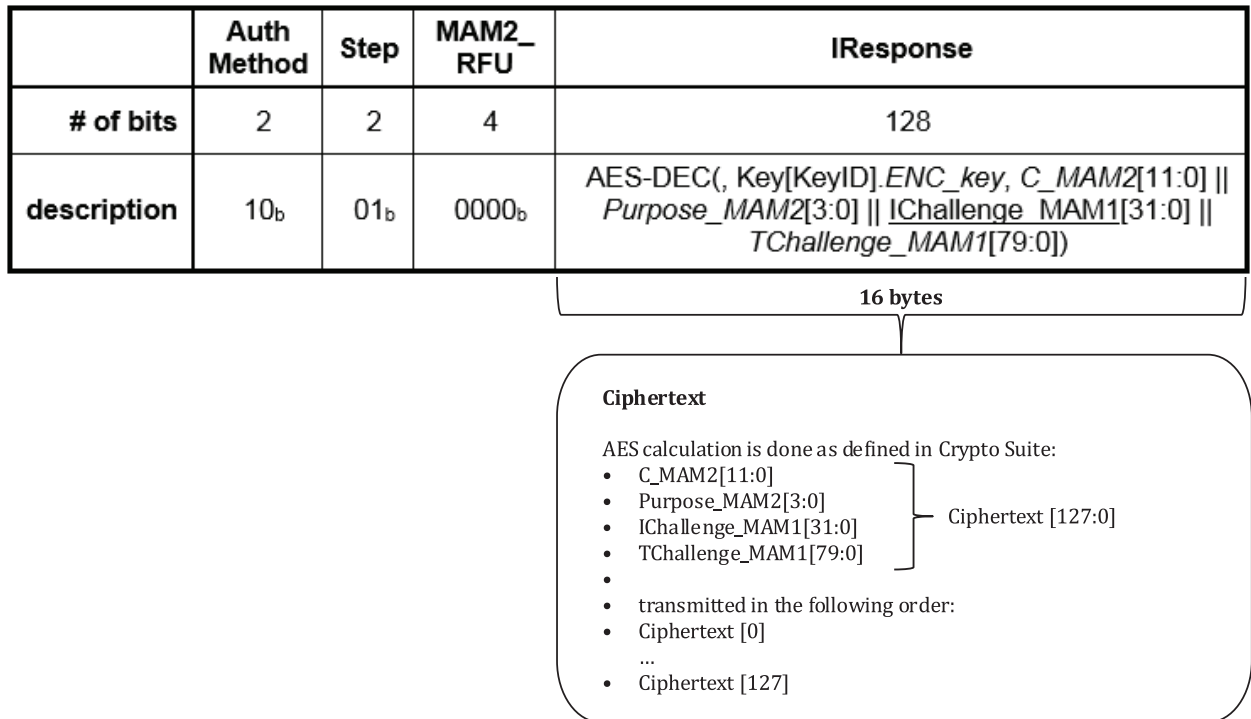 Auth Method Step MAM2_ RFU IResponse
# of bits 2 2 4 128
description 10b 01b 0000b AES-DEC(, Key[KeyID].ENC_key, C_MAM2[11:0] ||
Purpose_MAM2[3:0] || IChallenge_MAM1[31:0] ||
TChallenge_MAM1[79:0])
16 bytes
Ciphertext
AES calculation is done as defined in Crypto Suite:
• C_MAM2[11:0]
• Purpose_MAM2[3:0]
• IChallenge_MAM1[31:0]
• TChallenge_MAM1[79:0]
Ciphertext [127:0]
•
• transmitted in the following order:
• Ciphertext [0]
...
• Ciphertext [127]